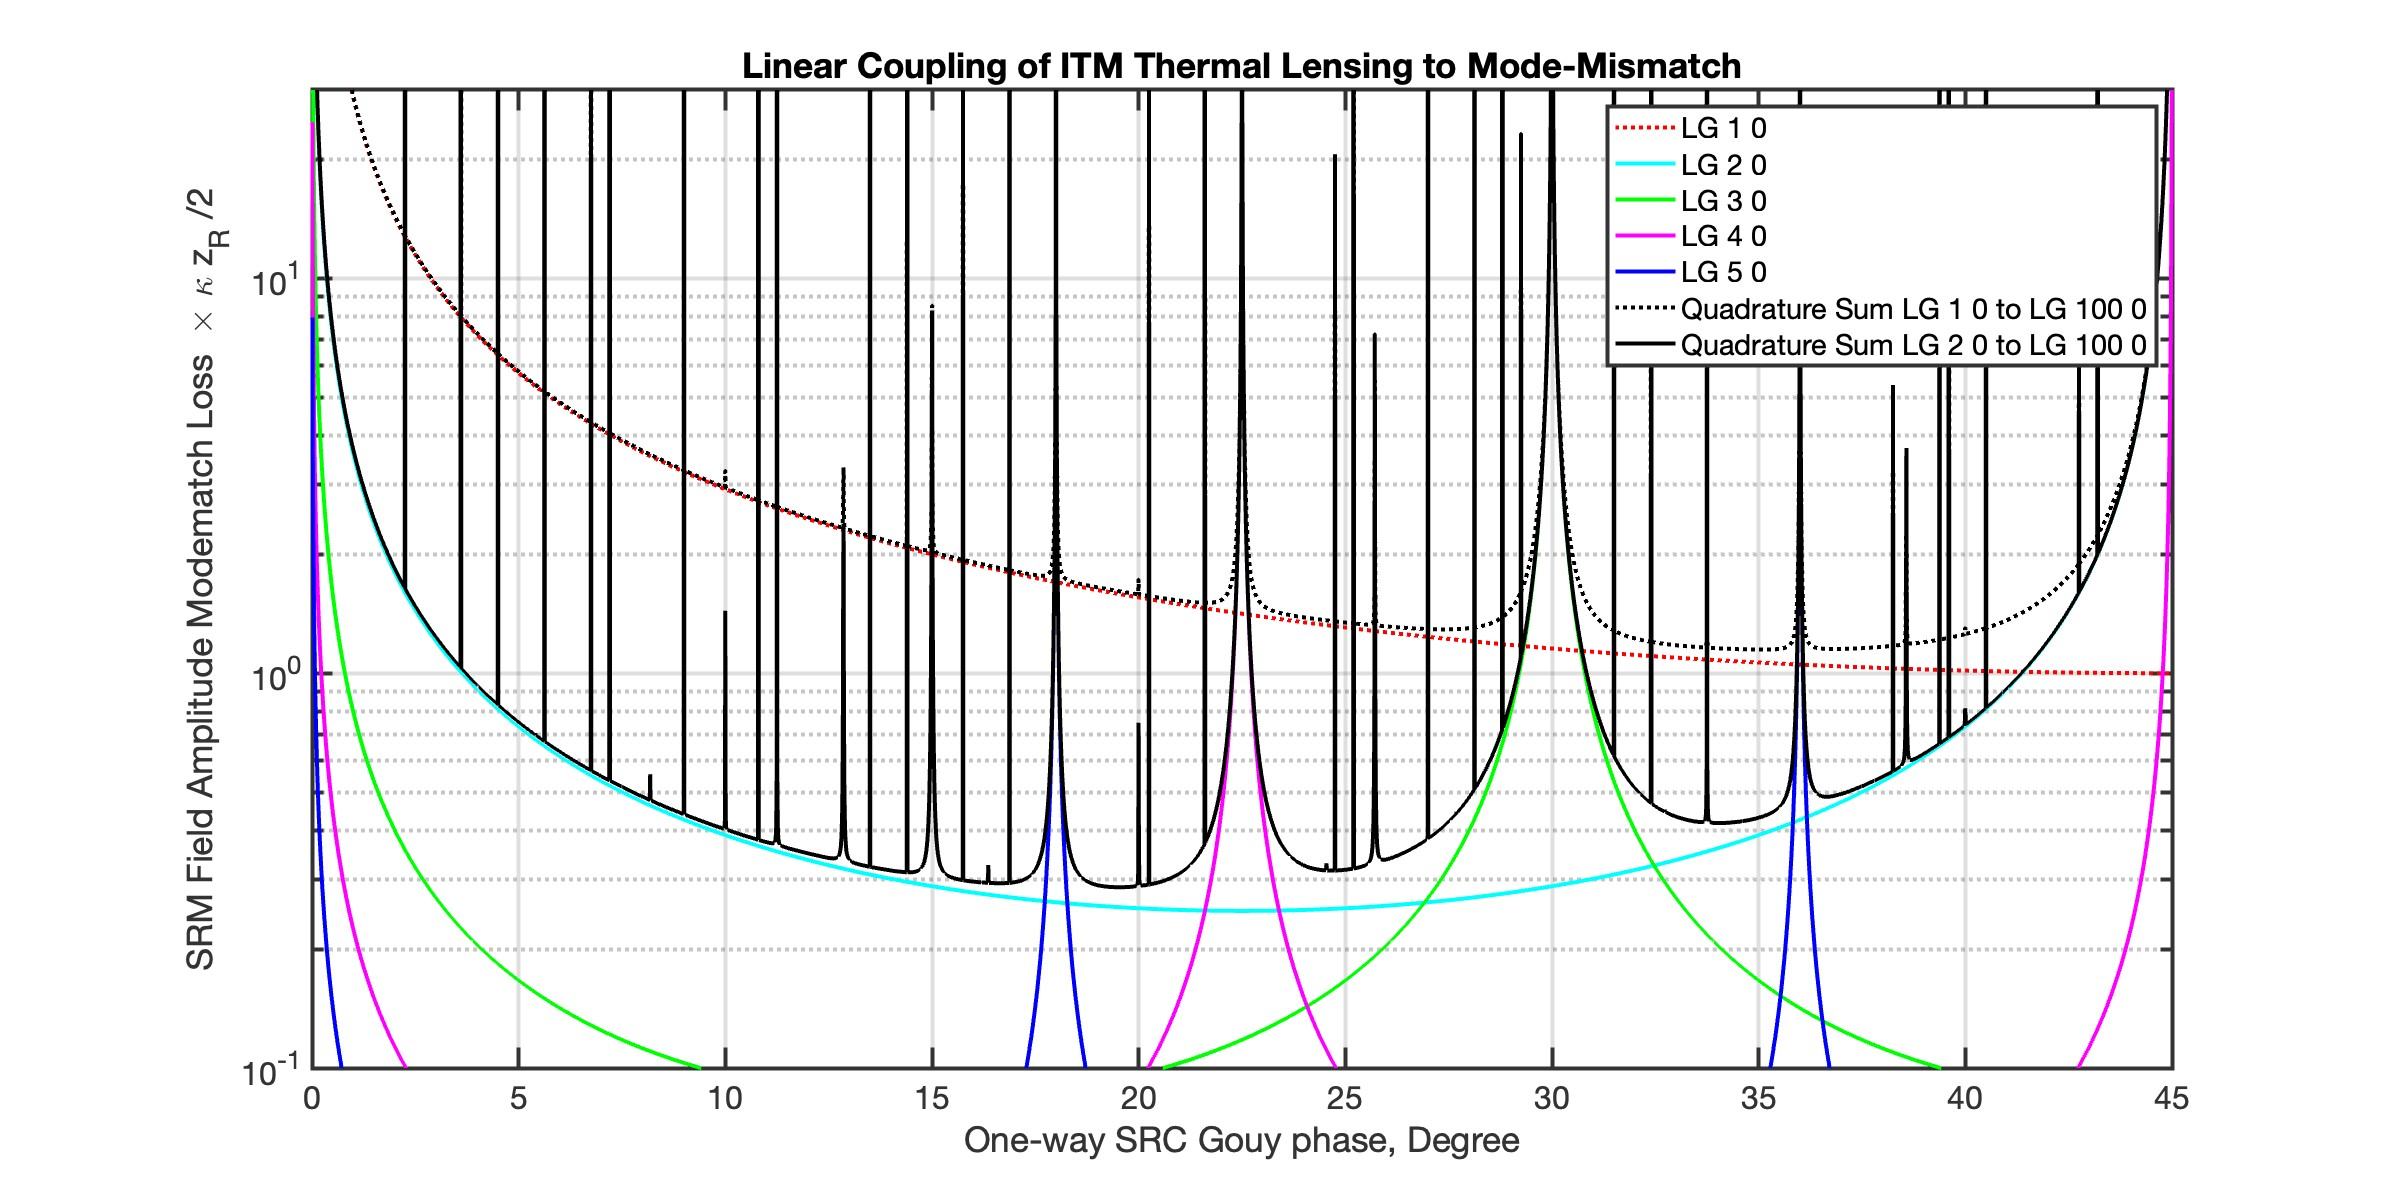 Linear Coupling of ITM Thermal Lensing to Mode-Mismatch
SRM Field Amplitude Modematch Loss × κ z_R /2
10^1
10^0
10^-1
LG 1 0
LG 2 0
LG 3 0
LG 4 0
LG 5 0
Quadrature Sum LG 1 0 to LG 100 0
Quadrature Sum LG 2 0 to LG 100 0
0 5 10 15 20 25 30 35 40 45
One-way SRC Gouy phase, Degree